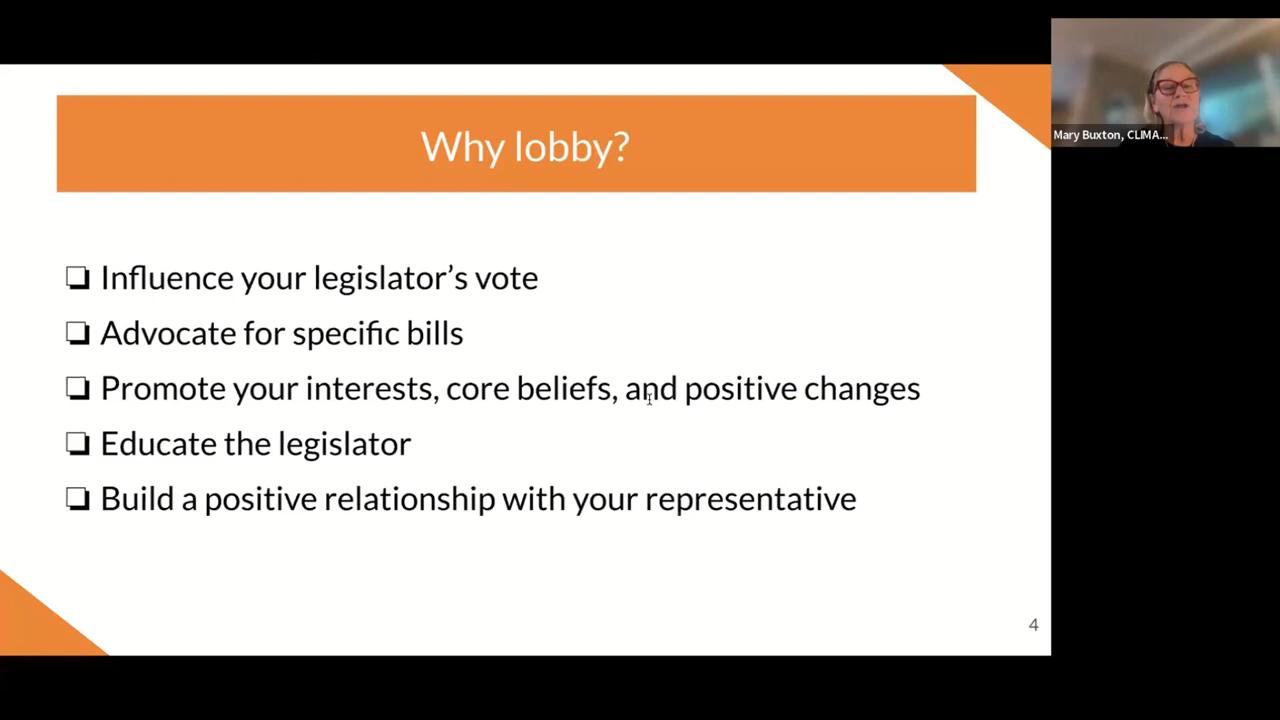 Why lobby?
Influence your legislator’s vote
Advocate for specific bills
Promote your interests, core beliefs, and positive changes
Educate the legislator
Build a positive relationship with your representative
4
Mary Buxton, CLIMA...